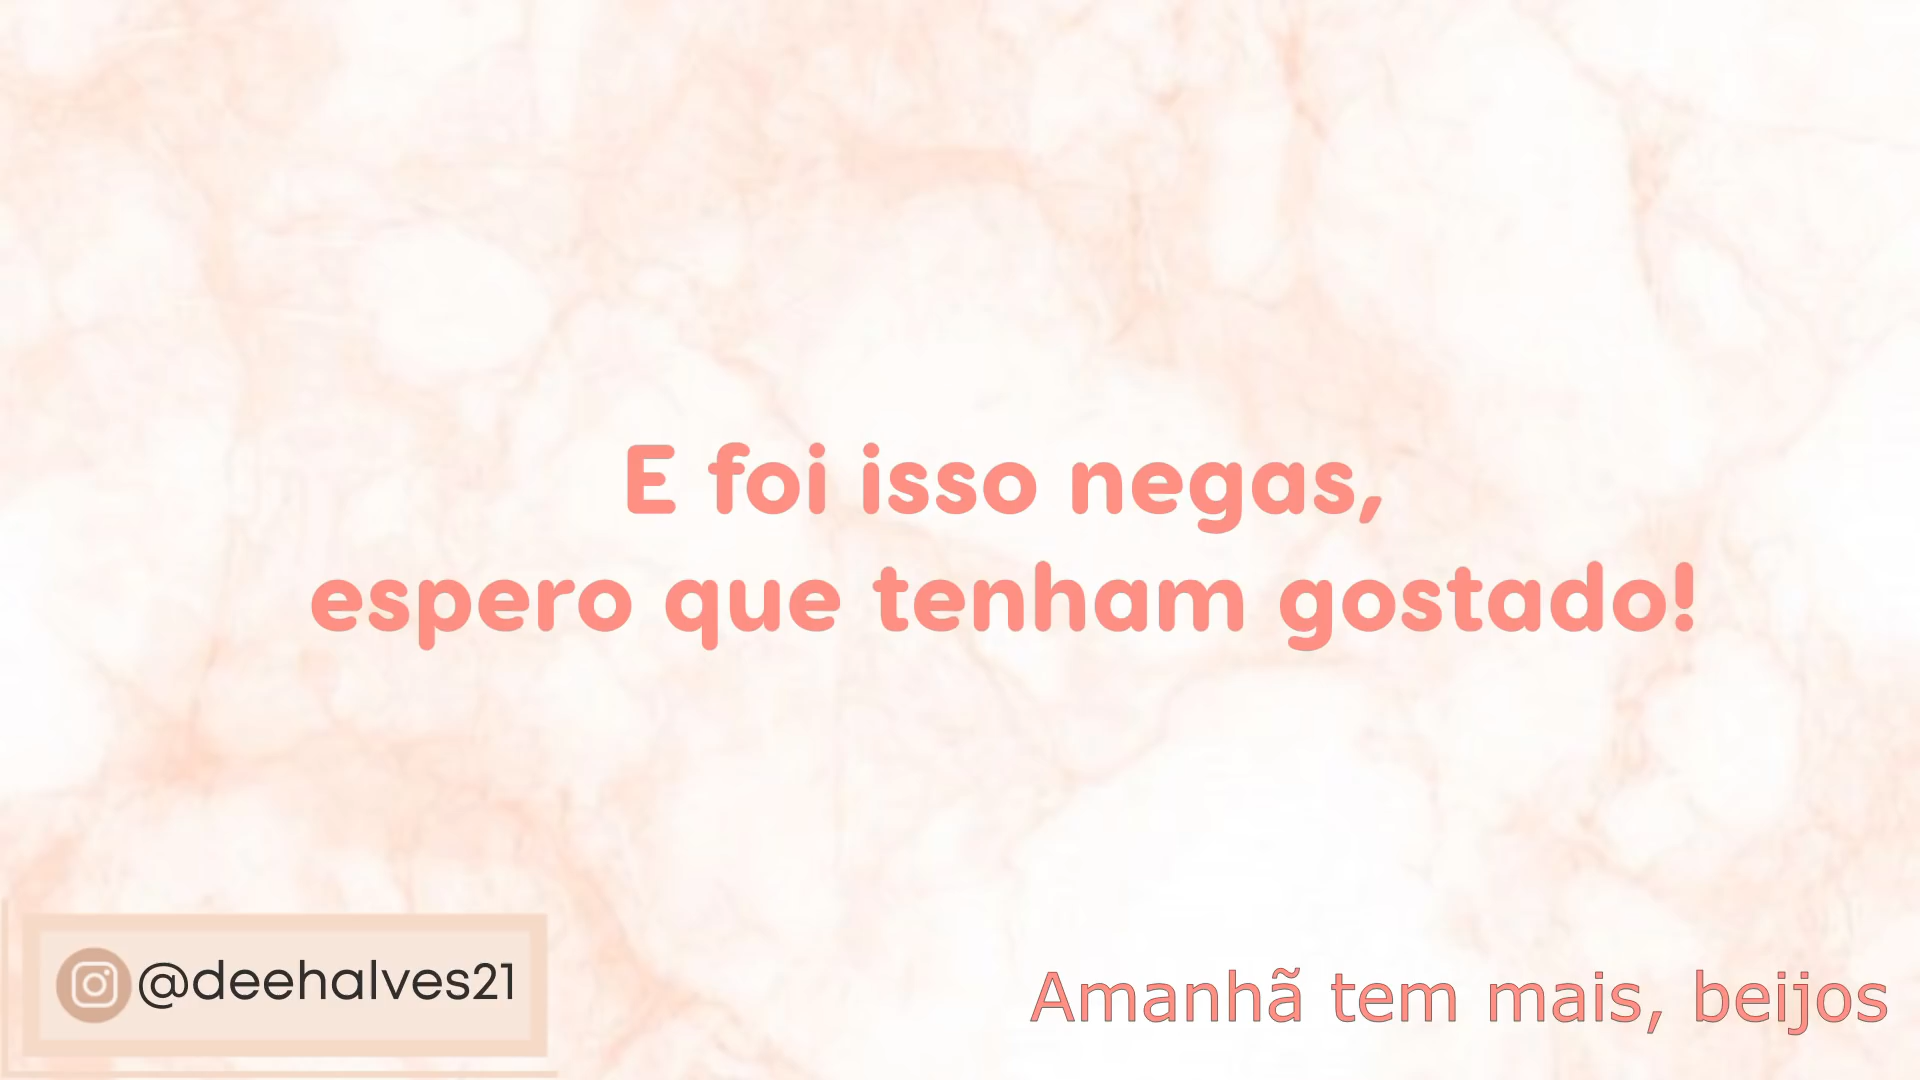 E foi isso negas,
espero que tenham gostado!
@deehalves21
Amanhã tem mais, beijos